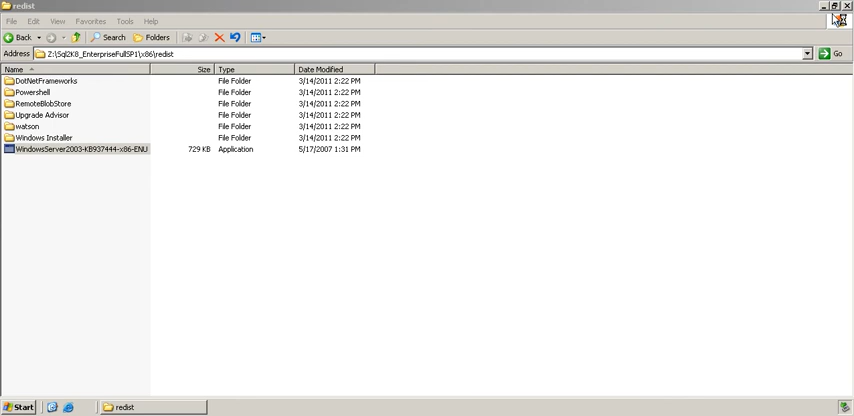 redist
File Edit View Favorites Tools Help
Back Search Folders
Address Z:\Sql2K8_EnterpriseFullSP1\x86\redist Go
Name Size Type Date Modified
DotNetFrameworks File Folder 3/14/2011 2:22 PM
Powershell File Folder 3/14/2011 2:22 PM
RemoteBlobStore File Folder 3/14/2011 2:22 PM
Upgrade Advisor File Folder 3/14/2011 2:22 PM
watson File Folder 3/14/2011 2:22 PM
Windows Installer File Folder 3/14/2011 2:22 PM
WindowsServer2003-KB937444-x86-ENU 729 KB Application 5/17/2007 1:31 PM
Start redist